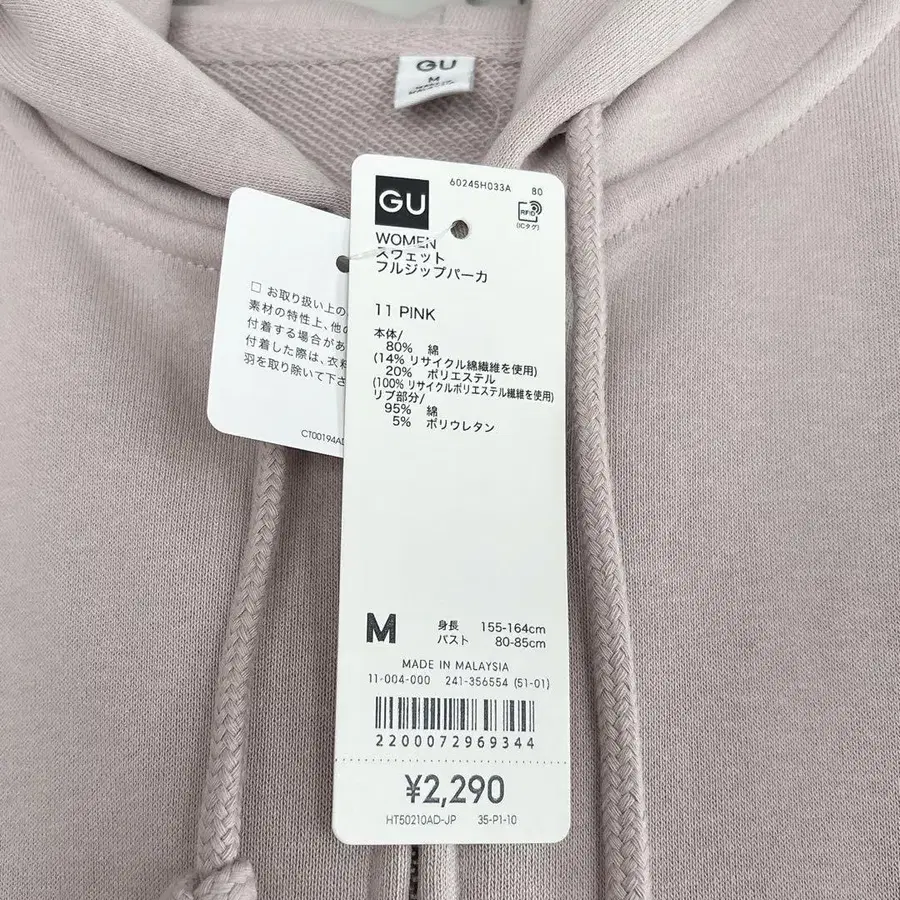 GU
M
GU
6024SH033A 80
RFID
(ICタグ)
WOMEN
スウェット
フルジップパーカ
11 PINK
本体/
80% 綿
(14% リサイクル綿繊維を使用)
20% ポリエステル
(100% リサイクルポリエステル繊維を使用)
リブ部分/
95% 綿
5% ポリウレタン
M 身長 155-164cm
バスト 80-85cm
MADE IN MALAYSIA
11-004-000 241-356554 (51-01)
2200072969344
¥2,290
HT50210AD-JP 35-P1-10
□ お取り扱い上の
素材の特性上、他の
付着する場合があ
付着した際は、衣料
羽を取り除いて下さ
CT00194AD